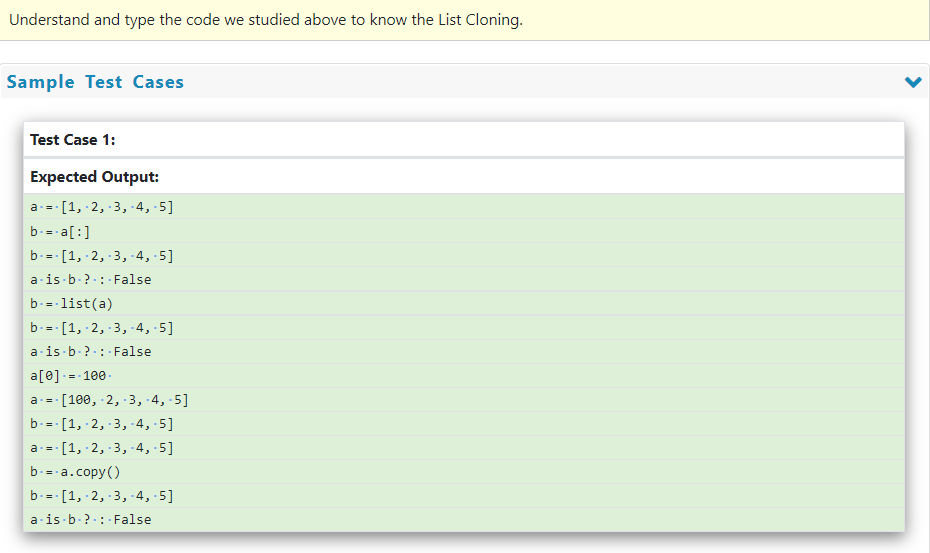 Understand and type the code we studied above to know the List Cloning.
Sample Test Cases
Test Case 1:
Expected Output:
a·=·[1,·2,·3,·4,·5]
b·=·a[:]
b·=·[1,·2,·3,·4,·5]
a·is·b·?·:·False
b·=·list(a)
b·=·[1,·2,·3,·4,·5]
a·is·b·?·:·False
a[0]·=·100·
a·=·[100,·2,·3,·4,·5]
b·=·[1,·2,·3,·4,·5]
a·=·[1,·2,·3,·4,·5]
b·=·a.copy()
b·=·[1,·2,·3,·4,·5]
a·is·b·?·:·False